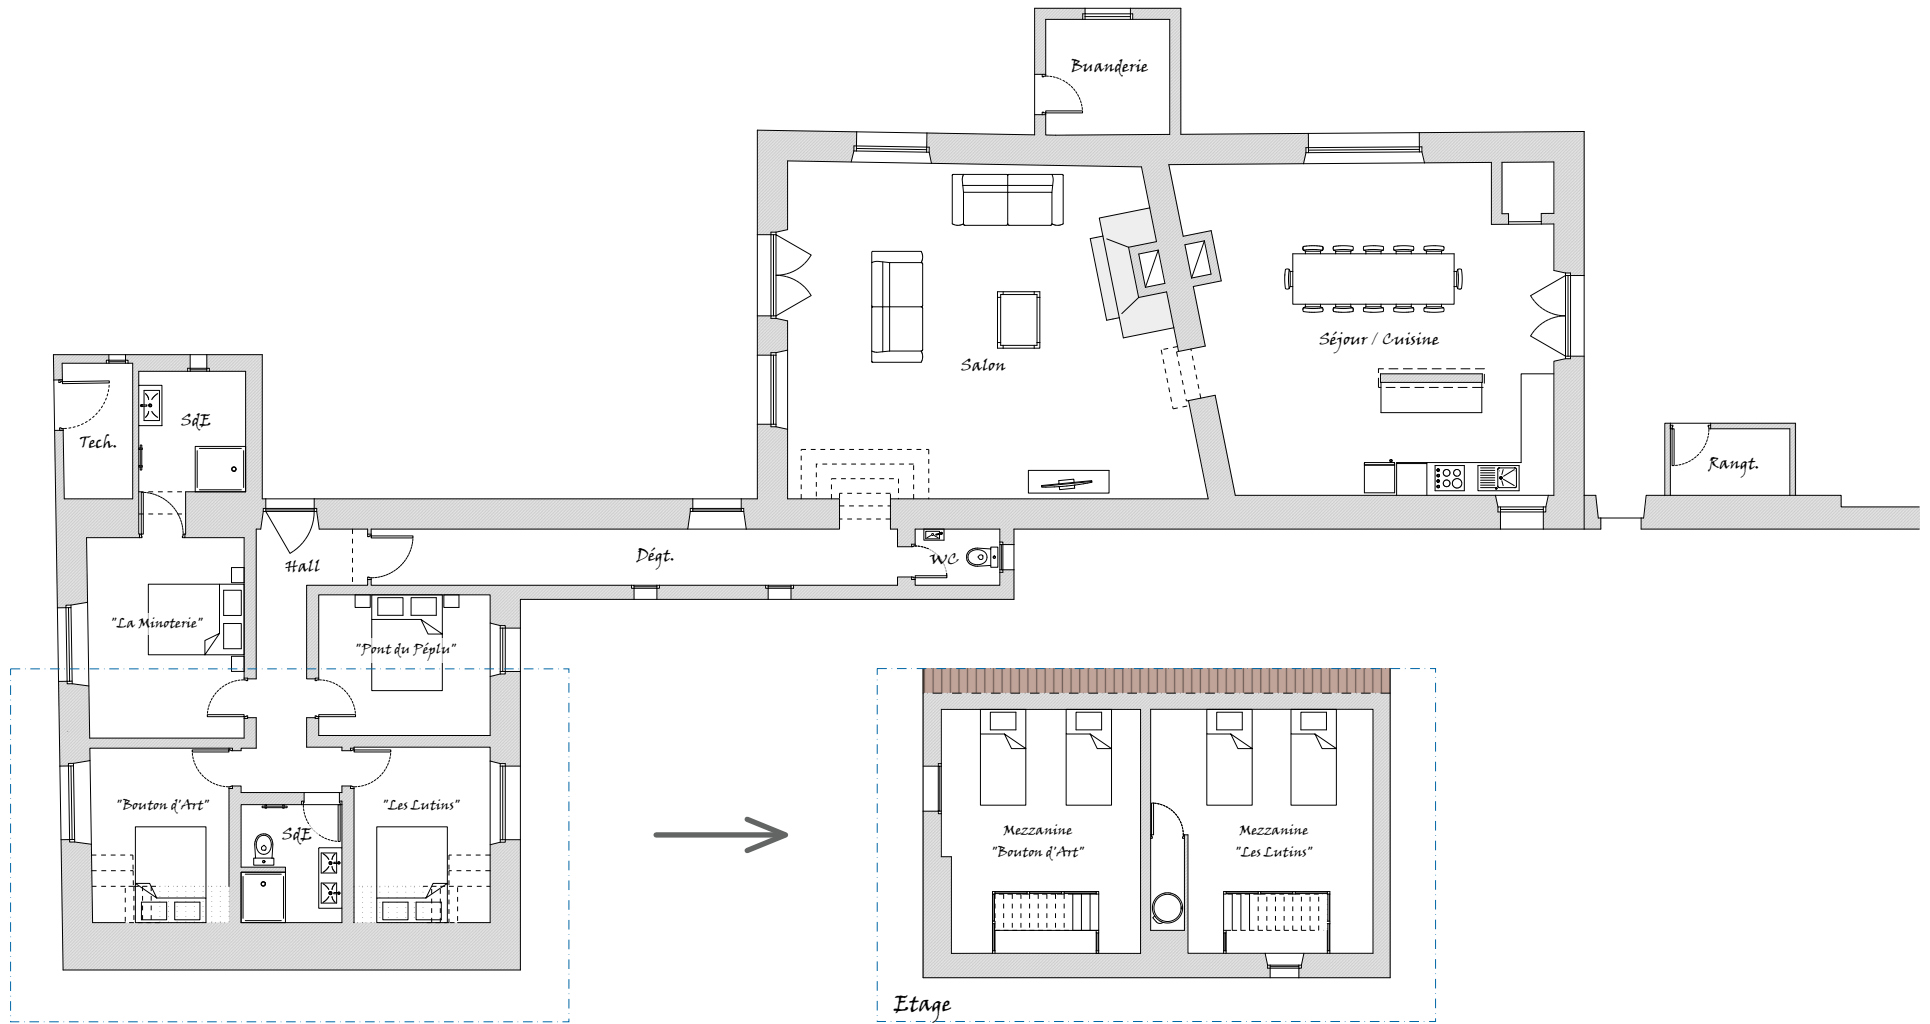 Buanderie
Séjour / Cuisine
Salon
SdE
Tech.
Rangt.
Dégt.
WC
Hall
"La Minoterie"
"Pont du Péplu"
"Bouton d'Art"
"Les Lutins"
SdE
Mezzanine
"Bouton d'Art"
Mezzanine
"Les Lutins"
Etage